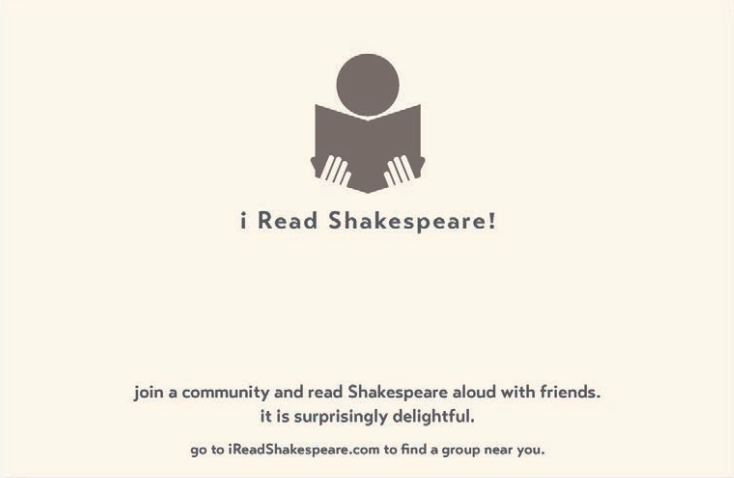 i Read Shakespeare!
join a community and read Shakespeare aloud with friends.
it is surprisingly delightful.
go to iReadShakespeare.com to find a group near you.